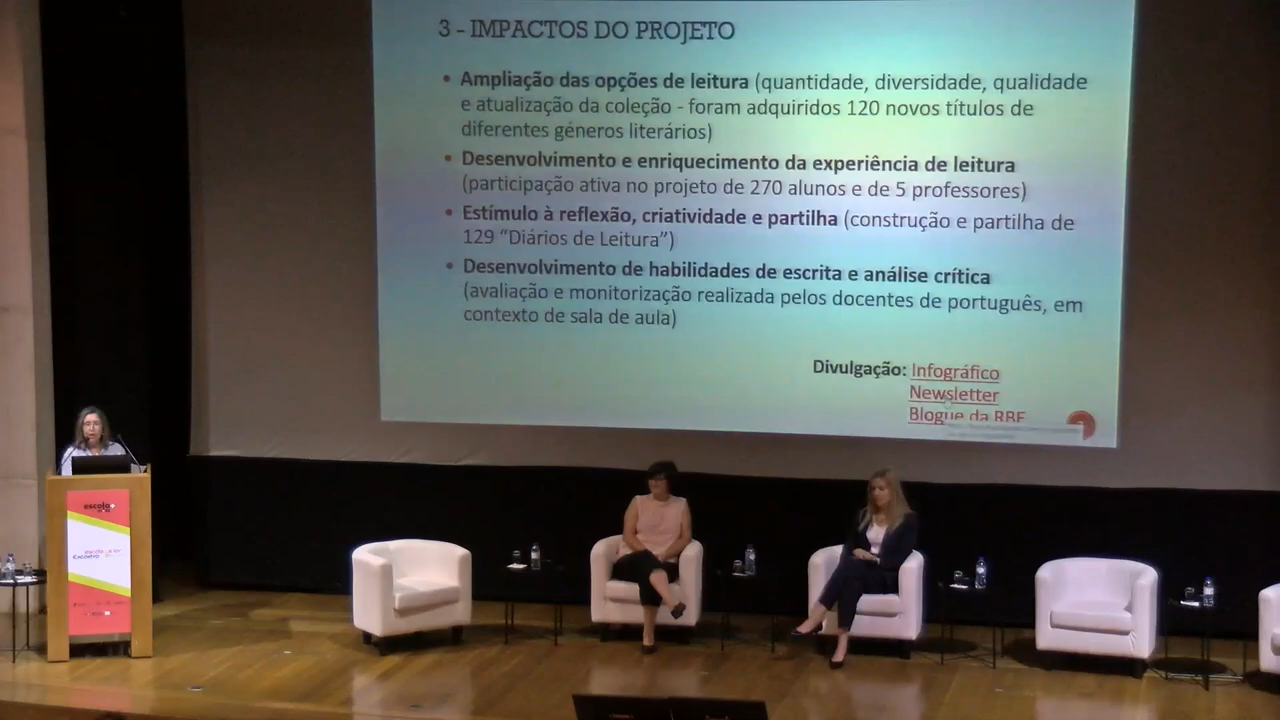 3 - IMPACTOS DO PROJETO
• Ampliação das opções de leitura (quantidade, diversidade, qualidade
e atualização da coleção - foram adquiridos 120 novos títulos de
diferentes géneros literários)
• Desenvolvimento e enriquecimento da experiência de leitura
(participação ativa no projeto de 270 alunos e de 5 professores)
• Estímulo à reflexão, criatividade e partilha (construção e partilha de
129 “Diários de Leitura”)
• Desenvolvimento de habilidades de escrita e análise crítica
(avaliação e monitorização realizada pelos docentes de português, em
contexto de sala de aula)
Divulgação: Infográfico
Newsletter
Blogue da RBE
escola+